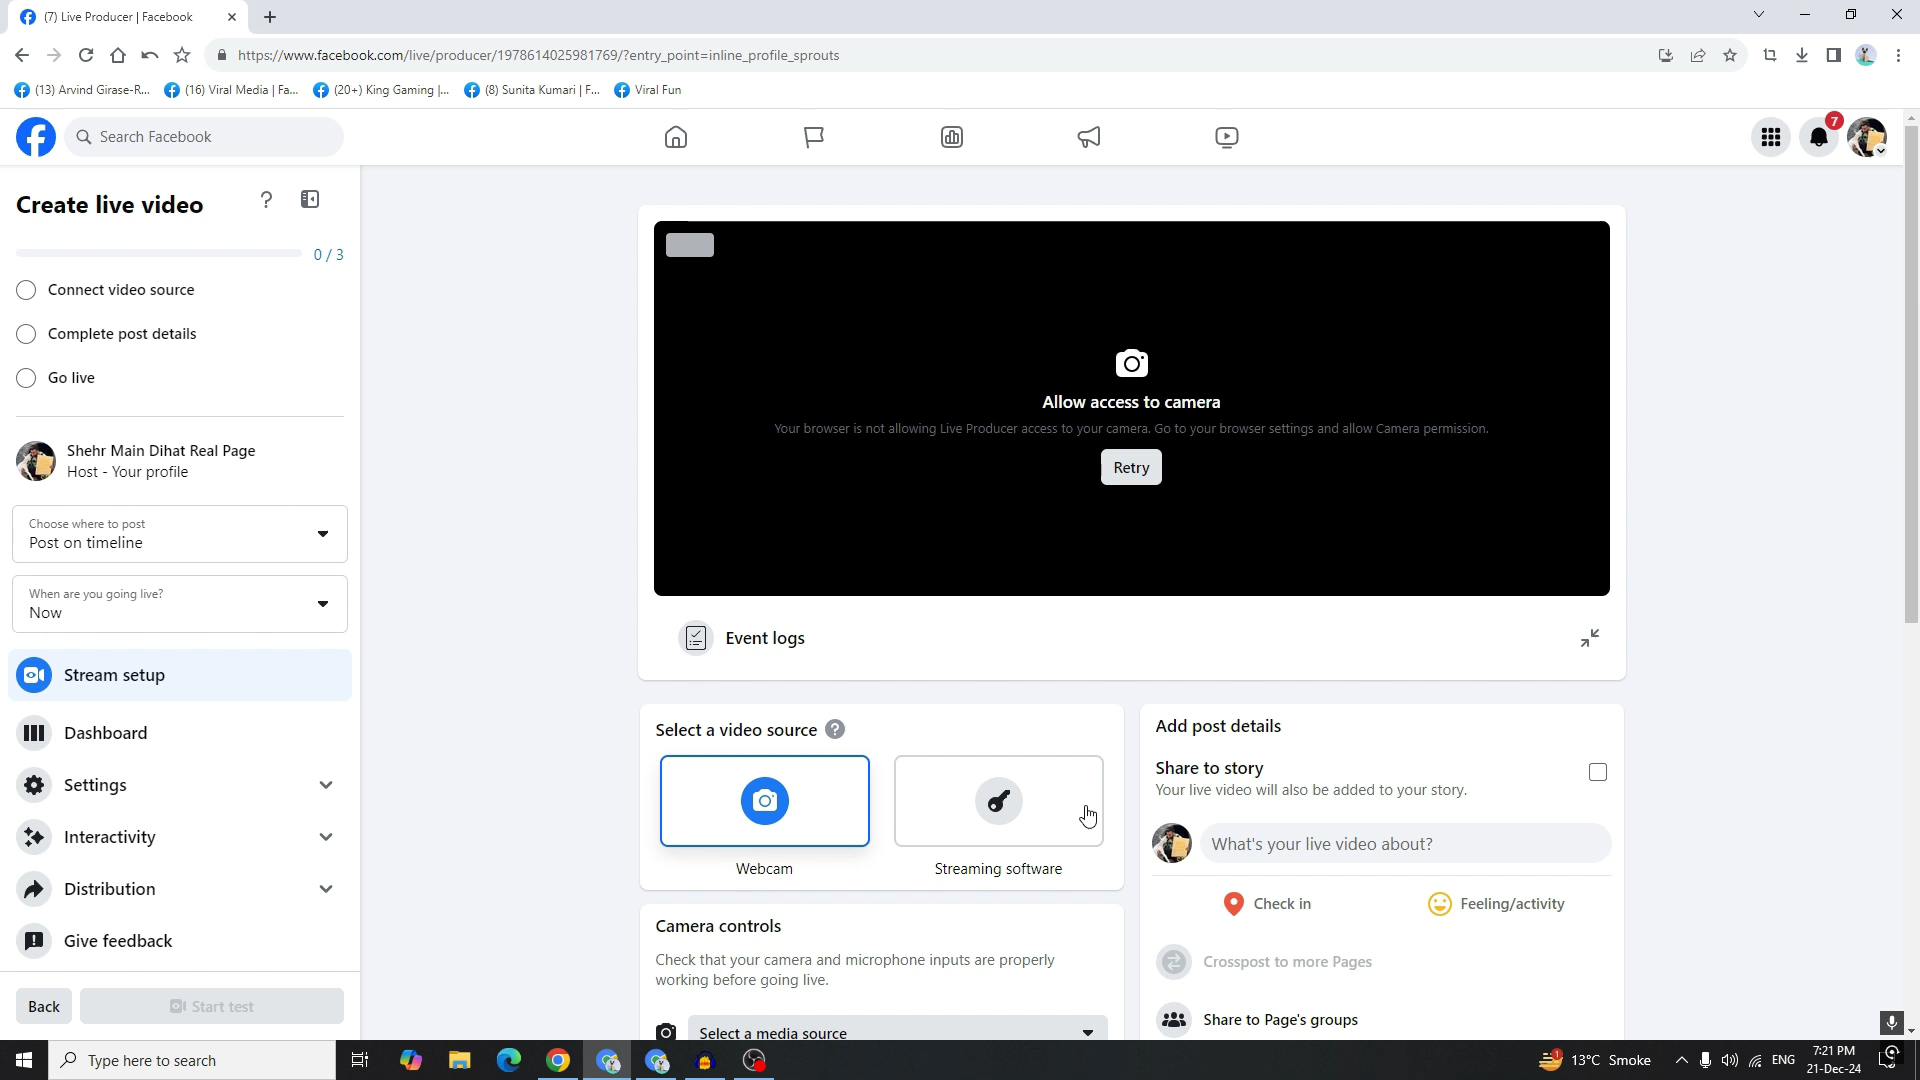 (7) Live Producer | Facebook
https://www.facebook.com/live/producer/1978614025981769/?entry_point=inline_profile_sprouts
(13) Arvind Girase-R...
(16) Viral Media | Fa...
(20+) King Gaming |...
(8) Sunita Kumari | F...
Viral Fun
Search Facebook
7
Create live video
?
0 / 3
Connect video source
Complete post details
Go live
Shehr Main Dihat Real Page
Host - Your profile
Choose where to post
Post on timeline
When are you going live?
Now
Stream setup
Dashboard
Settings
Interactivity
Distribution
Give feedback
Back
Start test
Allow access to camera
Your browser is not allowing Live Producer access to your camera. Go to your browser settings and allow Camera permission.
Retry
Event logs
Select a video source ?
Webcam
Streaming software
Camera controls
Check that your camera and microphone inputs are properly
working before going live.
Select a media source
Add post details
Share to story
Your live video will also be added to your story.
What's your live video about?
Check in
Feeling/activity
Crosspost to more Pages
Share to Page's groups
Type here to search
1
13°C Smoke
ENG
7:21 PM
21-Dec-24